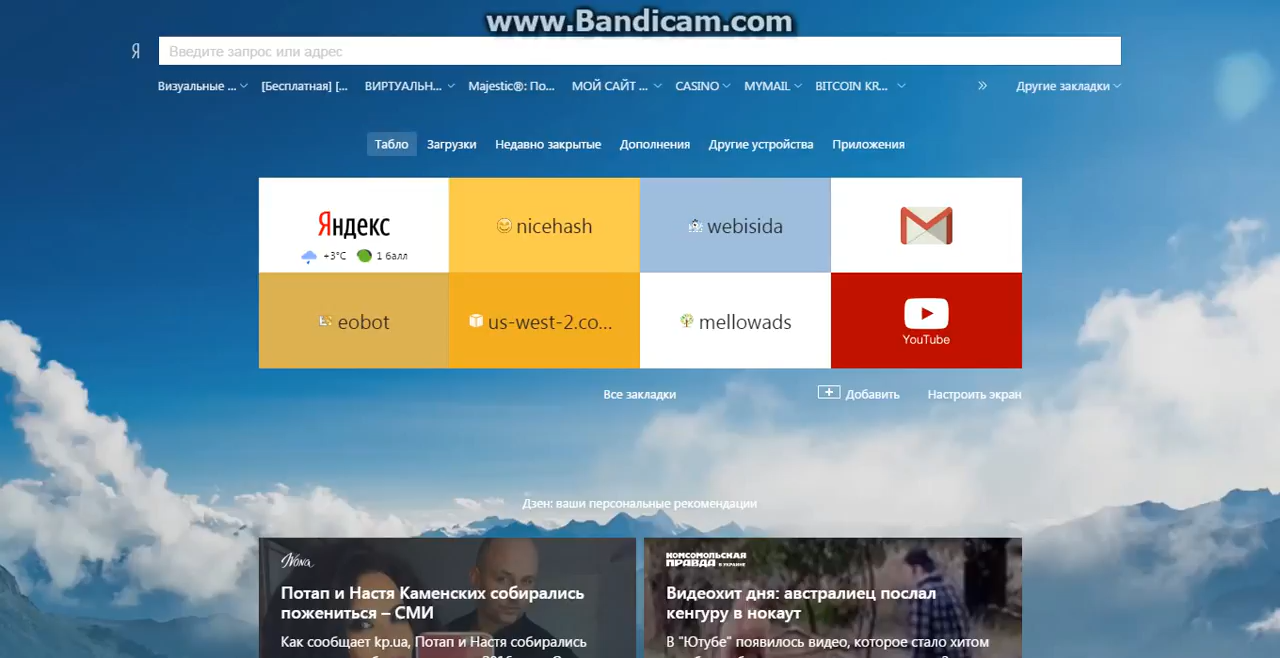 www.Bandicam.com
Я Введите запрос или адрес
Визуальные ... [Бесплатная] [... ВИРТУАЛЬН... Majestic®: По... МОЙ САЙТ ... CASINO MYMAIL BITCOIN KR... » Другие закладки
Табло Загрузки Недавно закрытые Дополнения Другие устройства Приложения
Яндекс
+3°C 1 балл
nicehash
webisida
eobot
us-west-2.co...
mellowads
YouTube
Все закладки Добавить Настроить экран
Дзен: ваши персональные рекомендации
Потап и Настя Каменских собирались
пожениться – СМИ
Как сообщает kp.ua, Потап и Настя собирались
КОМСОМОЛЬСКАЯ
ПРАВДА В УКРАИНЕ
Видеохит дня: австралиец послал
кенгуру в нокаут
В "Ютубе" появилось видео, которое стало хитом